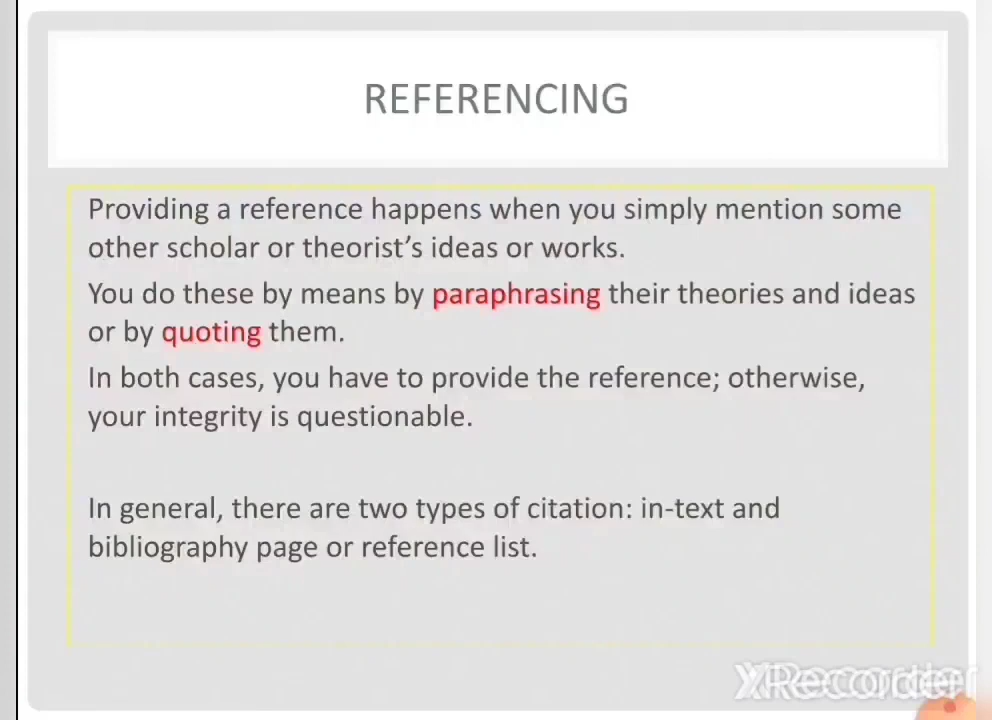 REFERENCING
Providing a reference happens when you simply mention some
other scholar or theorist’s ideas or works.
You do these by means by paraphrasing their theories and ideas
or by quoting them.
In both cases, you have to provide the reference; otherwise,
your integrity is questionable.
In general, there are two types of citation: in-text and
bibliography page or reference list.
XRecorder